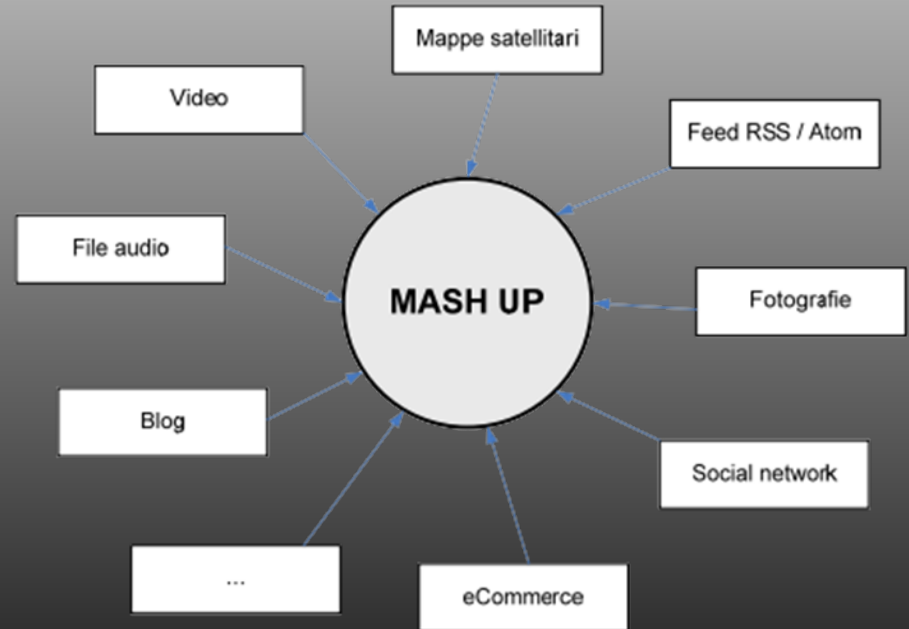 Mappe satellitari
Video
Feed RSS / Atom
File audio
MASH UP
Fotografie
Blog
Social network
...
eCommerce